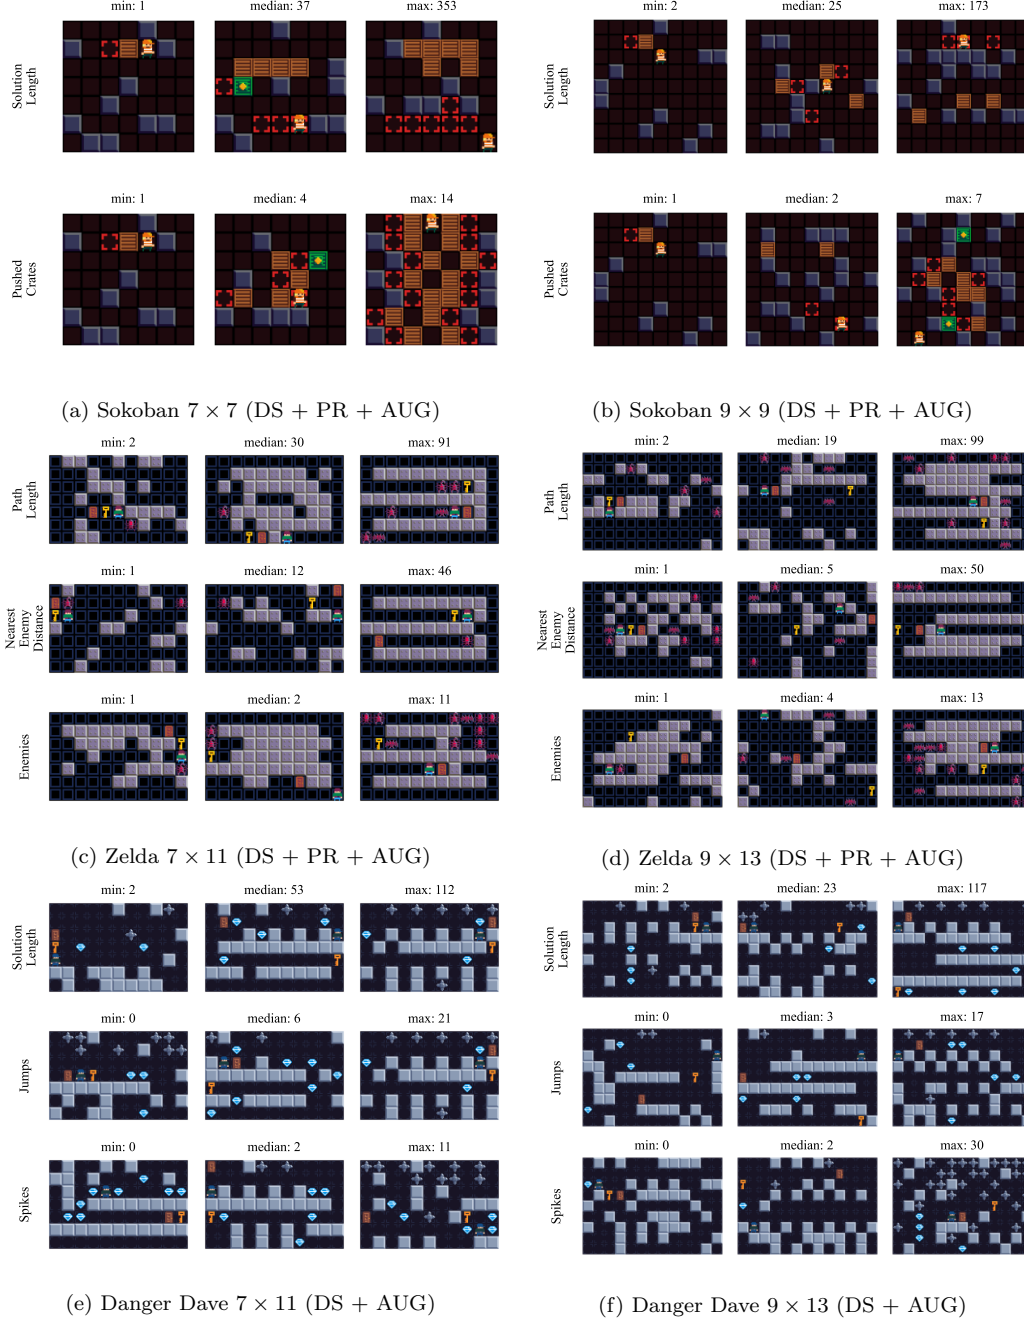 min: 1
median: 37
max: 353
Solution
Length
min: 1
median: 4
max: 14
Pushed
Crates
(a) Sokoban 7 × 7 (DS + PR + AUG)
min: 2
median: 25
max: 173
Solution
Length
min: 1
median: 2
max: 7
Pushed
Crates
(b) Sokoban 9 × 9 (DS + PR + AUG)
min: 2
median: 30
max: 91
Path
Length
min: 1
median: 12
max: 46
Nearest
Enemy
Distance
min: 1
median: 2
max: 11
Enemies
(c) Zelda 7 × 11 (DS + PR + AUG)
min: 2
median: 19
max: 99
Path
Length
min: 1
median: 5
max: 50
Nearest
Enemy
Distance
min: 1
median: 4
max: 13
Enemies
(d) Zelda 9 × 13 (DS + PR + AUG)
min: 2
median: 53
max: 112
Solution
Length
min: 0
median: 6
max: 21
Jumps
min: 0
median: 2
max: 11
Spikes
(e) Danger Dave 7 × 11 (DS + AUG)
min: 2
median: 23
max: 117
Solution
Length
min: 0
median: 3
max: 17
Jumps
min: 0
median: 2
max: 30
Spikes
(f) Danger Dave 9 × 13 (DS + AUG)